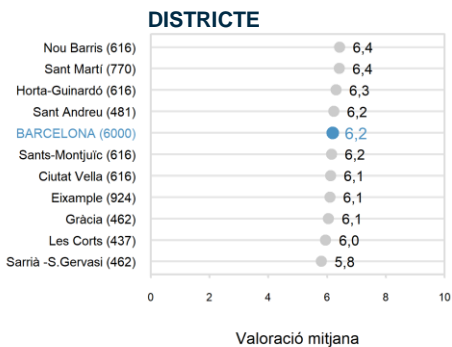 DISTRICTE
Nou Barris (616) 6,4
Sant Martí (770) 6,4
Horta-Guinardó (616) 6,3
Sant Andreu (481) 6,2
BARCELONA (6000) 6,2
Sants-Montjuïc (616) 6,2
Ciutat Vella (616) 6,1
Eixample (924) 6,1
Gràcia (462) 6,1
Les Corts (437) 6,0
Sarrià -S.Gervasi (462) 5,8
0 2 4 6 8 10
Valoració mitjana